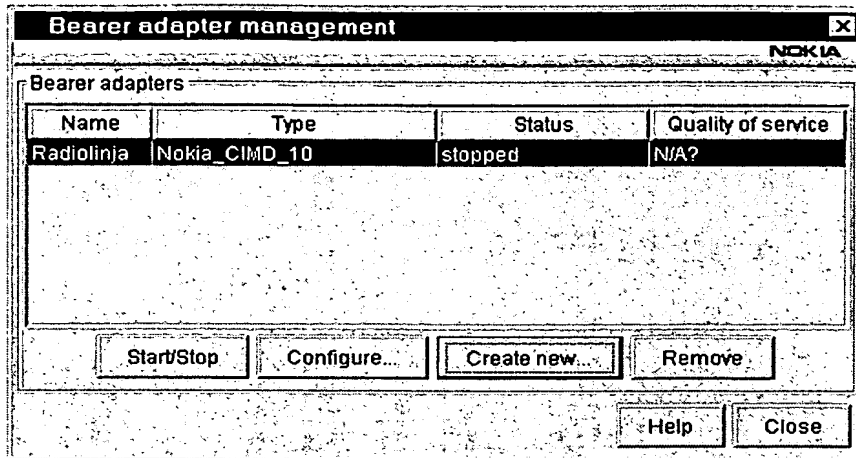 Bearer adapter management
NOKIA
Bearer adapters
Name Type Status Quality of service
Radiolinja Nokia_CIMD_10 stopped N/A?
Start/Stop Configure... Create new... Remove
Help Close